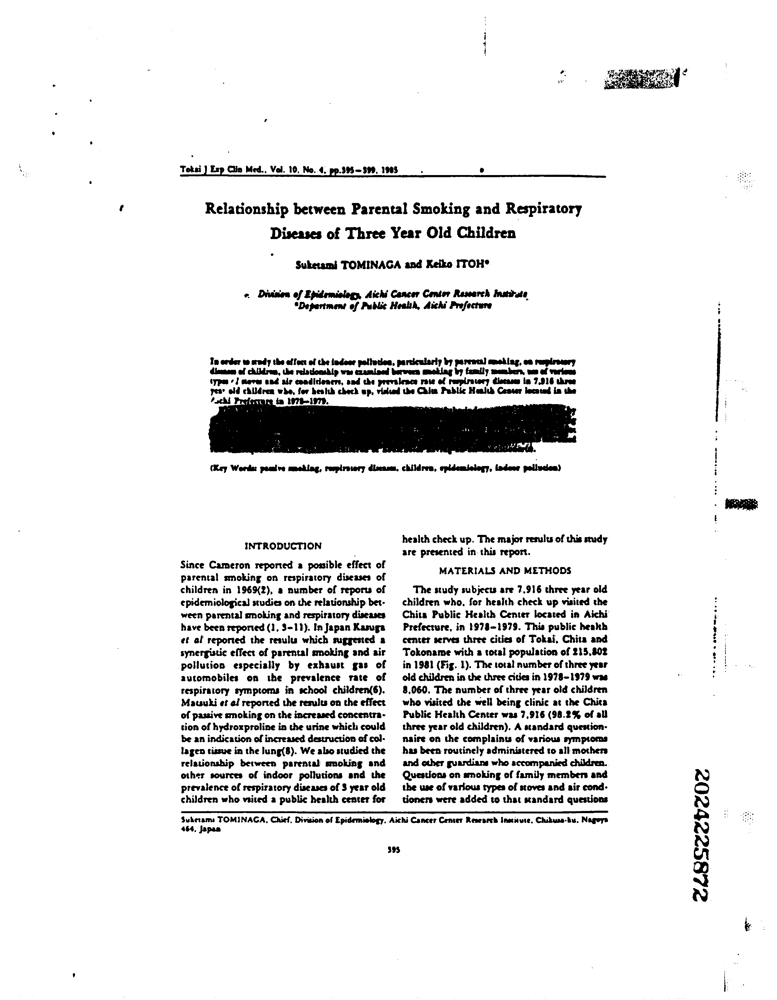 Tokai J Exp Clin Med., Vol. 10, No. 4, pp.395–399, 1985
Relationship between Parental Smoking and Respiratory
Diseases of Three Year Old Children
Suketami TOMINAGA and Keiko ITOH*
Division of Epidemiology, Aichi Cancer Center Research Institute
*Department of Public Health, Aichi Prefecture
In order to study the effect of the indoor pollution, particularly by parental smoking, on respiratory
diseases of children, the relationship was examined between smoking by family members, use of various
types of stoves and air conditioners, and the prevalence rate of respiratory diseases in 7,916 three
year old children who, for health check up, visited the Chita Public Health Center located in the
Aichi Prefecture in 1978–1979.
(Key Words: passive smoking, respiratory diseases, children, epidemiology, indoor pollution)
INTRODUCTION
Since Cameron reported a possible effect of
parental smoking on respiratory diseases of
children in 1969(2), a number of reports of
epidemiological studies on the relationship bet-
ween parental smoking and respiratory diseases
have been reported (1, 3–11). In Japan Kasuga
et al reported the results which suggested a
synergistic effect of parental smoking and air
pollution especially by exhaust gas of
automobiles on the prevalence rate of
respiratory symptoms in school children(6).
Matsuki et al reported the results on the effect
of passive smoking on the increased concentra-
tion of hydroxproline in the urine which could
be an indication of increased destruction of col-
lagen tissue in the lung(8). We also studied the
relationship between parental smoking and
other sources of indoor pollutions and the
prevalence of respiratory diseases of 3 year old
children who visited a public health center for
health check up. The major results of this study
are presented in this report.
MATERIALS AND METHODS
The study subjects are 7,916 three year old
children who, for health check up visited the
Chita Public Health Center located in Aichi
Prefecture, in 1978–1979. This public health
center serves three cities of Tokai, Chita and
Tokoname with a total population of 215,802
in 1981 (Fig. 1). The total number of three year
old children in the three cities in 1978–1979 was
8,060. The number of three year old children
who visited the well being clinic at the Chita
Public Health Center was 7,916 (98.2% of all
three year old children). A standard question-
naire on the complaints of various symptoms
has been routinely administered to all mothers
and other guardians who accompanied children.
Questions on smoking of family members and
the use of various types of stoves and air cond-
tioners were added to that standard questions
Suketami TOMINAGA, Chief, Division of Epidemiology, Aichi Cancer Center Research Institute, Chikusa-ku, Nagoya
464, Japan
395
2024225872